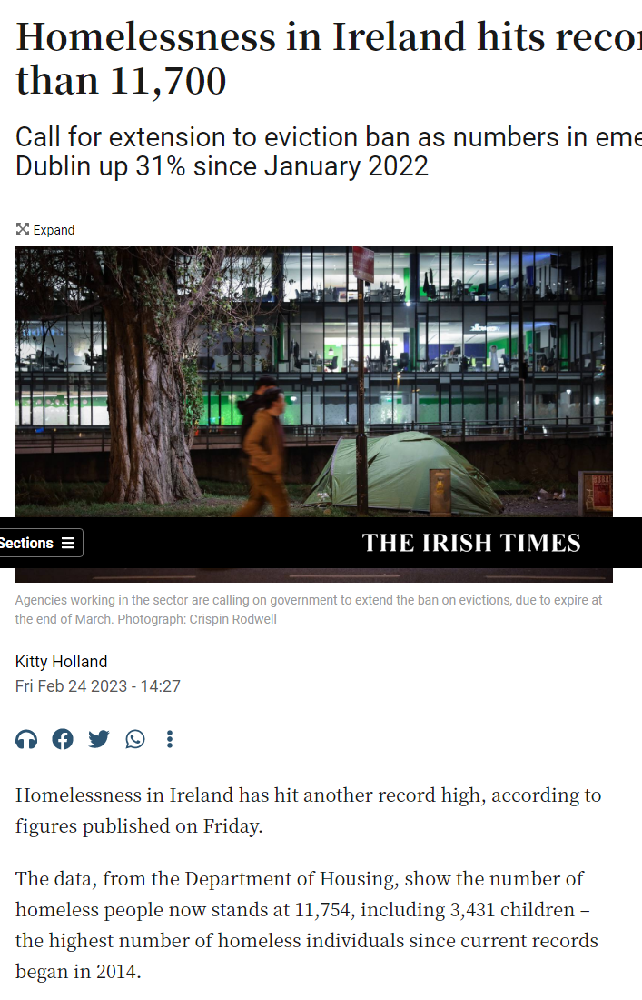 Homelessness in Ireland hits
than 11,700
Call for extension to eviction ban as numbers in
Dublin up 31% since January 2022
Expand
Sections
THE IRISH TIMES
Agencies working in the sector are calling on government to extend the ban on evictions, due to expire at
the end of March. Photograph: Crispin Rodwell
Kitty Holland
Fri Feb 24 2023 - 14:27
Homelessness in Ireland has hit another record high, according to
figures published on Friday.
The data, from the Department of Housing, show the number of
homeless people now stands at 11,754, including 3,431 children –
the highest number of homeless individuals since current records
began in 2014.